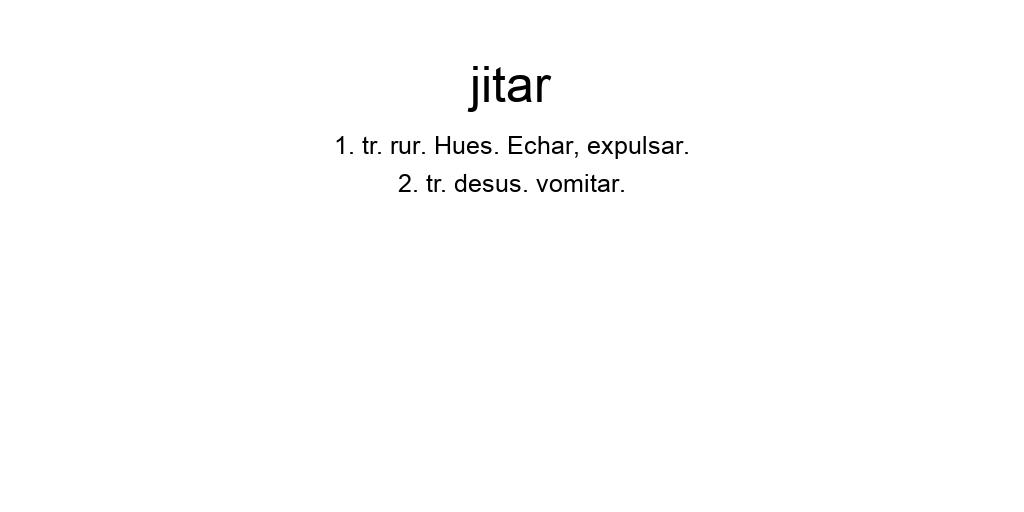 jitar
1. tr. rur. Hues. Echar, expulsar.
2. tr. desus. vomitar.